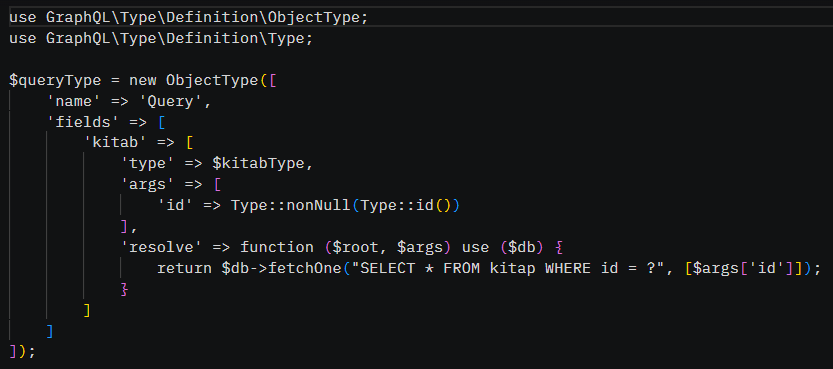 use GraphQL\Type\Definition\ObjectType;
use GraphQL\Type\Definition\Type;

$queryType = new ObjectType([
    'name' => 'Query',
    'fields' => [
        'kitab' => [
            'type' => $kitabType,
            'args' => [
                'id' => Type::nonNull(Type::id())
            ],
            'resolve' => function ($root, $args) use ($db) {
                return $db->fetchOne("SELECT * FROM kitap WHERE id = ?", [$args['id']]);
            }
        ]
    ]
]);